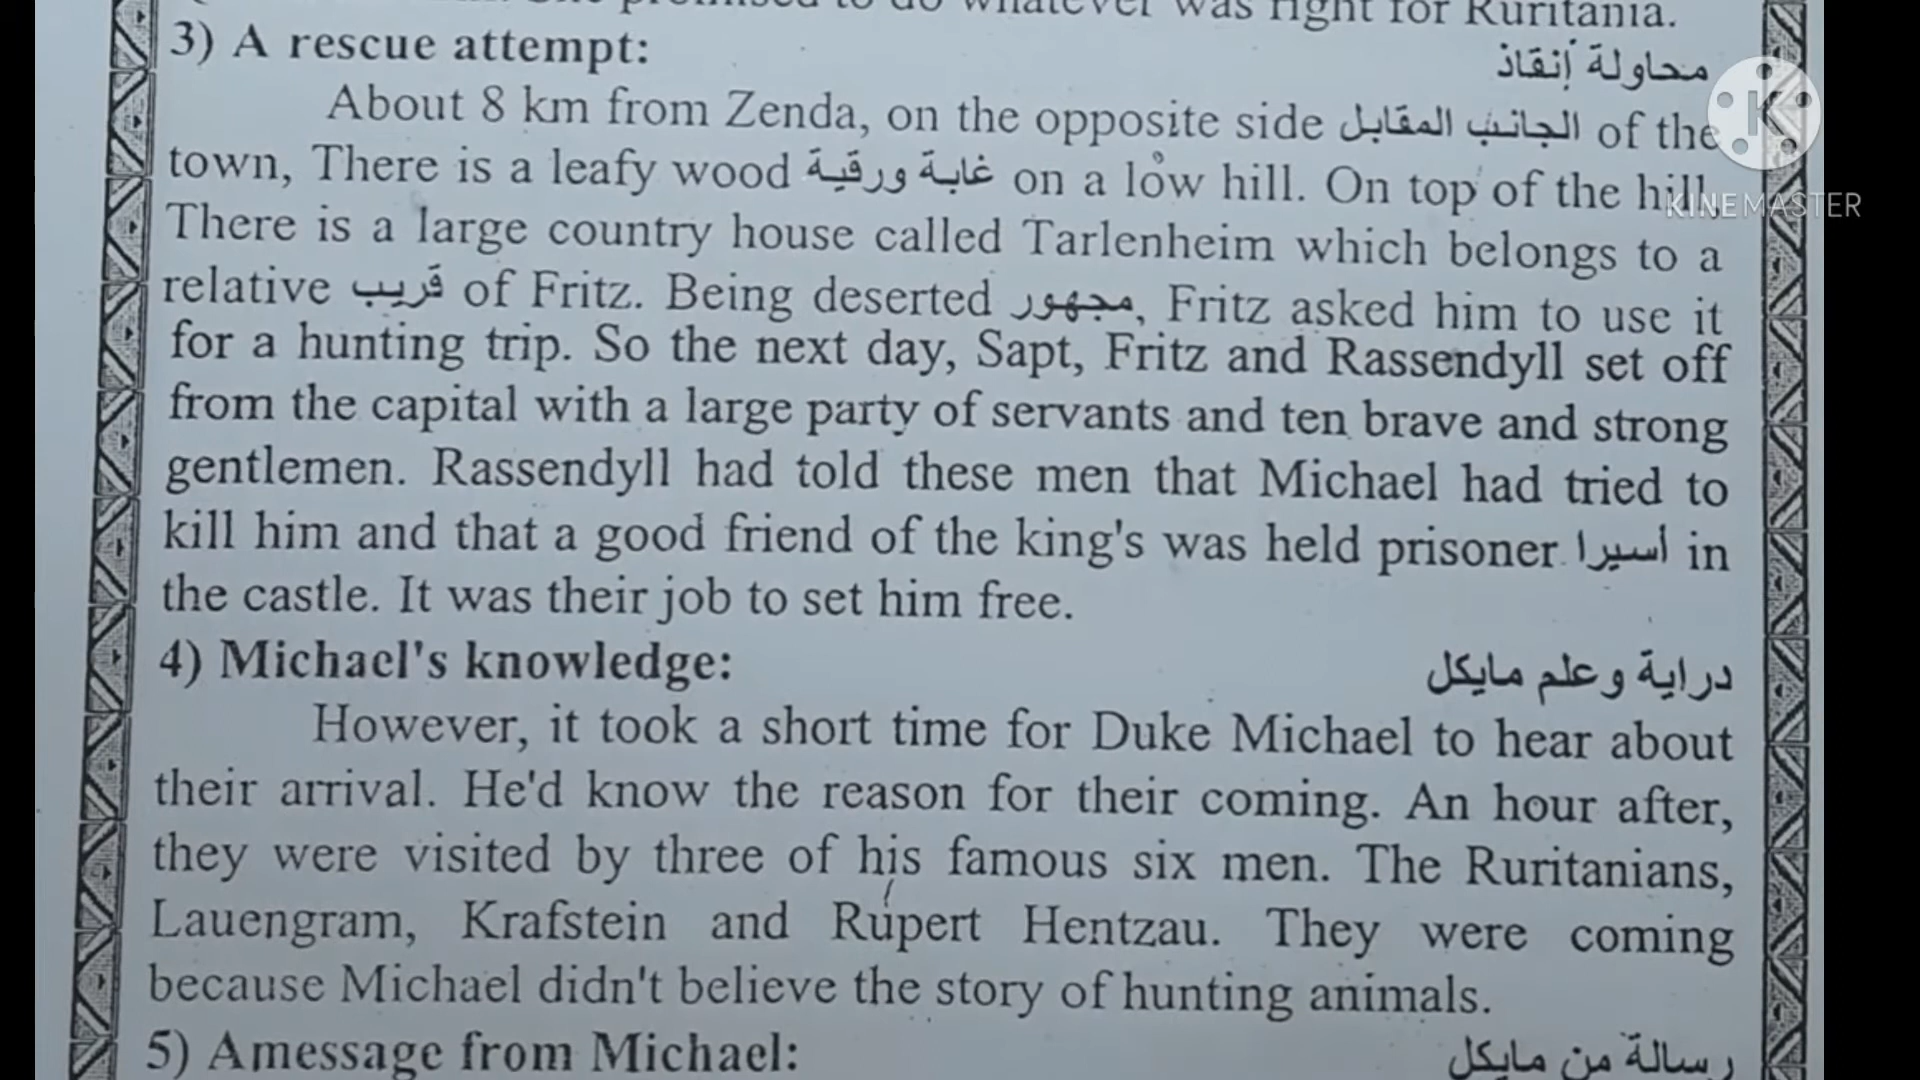 promised to do whatever was right for Ruritania.
3) A rescue attempt: محاولة إنقاذ
About 8 km from Zenda, on the opposite side الجانب المقابل of the
town, There is a leafy wood غابة ورقية on a low hill. On top of the hill,
There is a large country house called Tarlenheim which belongs to a
relative قريب of Fritz. Being deserted مجهور, Fritz asked him to use it
for a hunting trip. So the next day, Sapt, Fritz and Rassendyll set off
from the capital with a large party of servants and ten brave and strong
gentlemen. Rassendyll had told these men that Michael had tried to
kill him and that a good friend of the king's was held prisoner أسيرا in
the castle. It was their job to set him free.
4) Michael's knowledge: دراية وعلم مايكل
However, it took a short time for Duke Michael to hear about
their arrival. He'd know the reason for their coming. An hour after,
they were visited by three of his famous six men. The Ruritanians,
Lauengram, Krafstein and Rupert Hentzau. They were coming
because Michael didn't believe the story of hunting animals.
5) Amessage from Michael: رسالة من مايكل
K
KINEMASTER